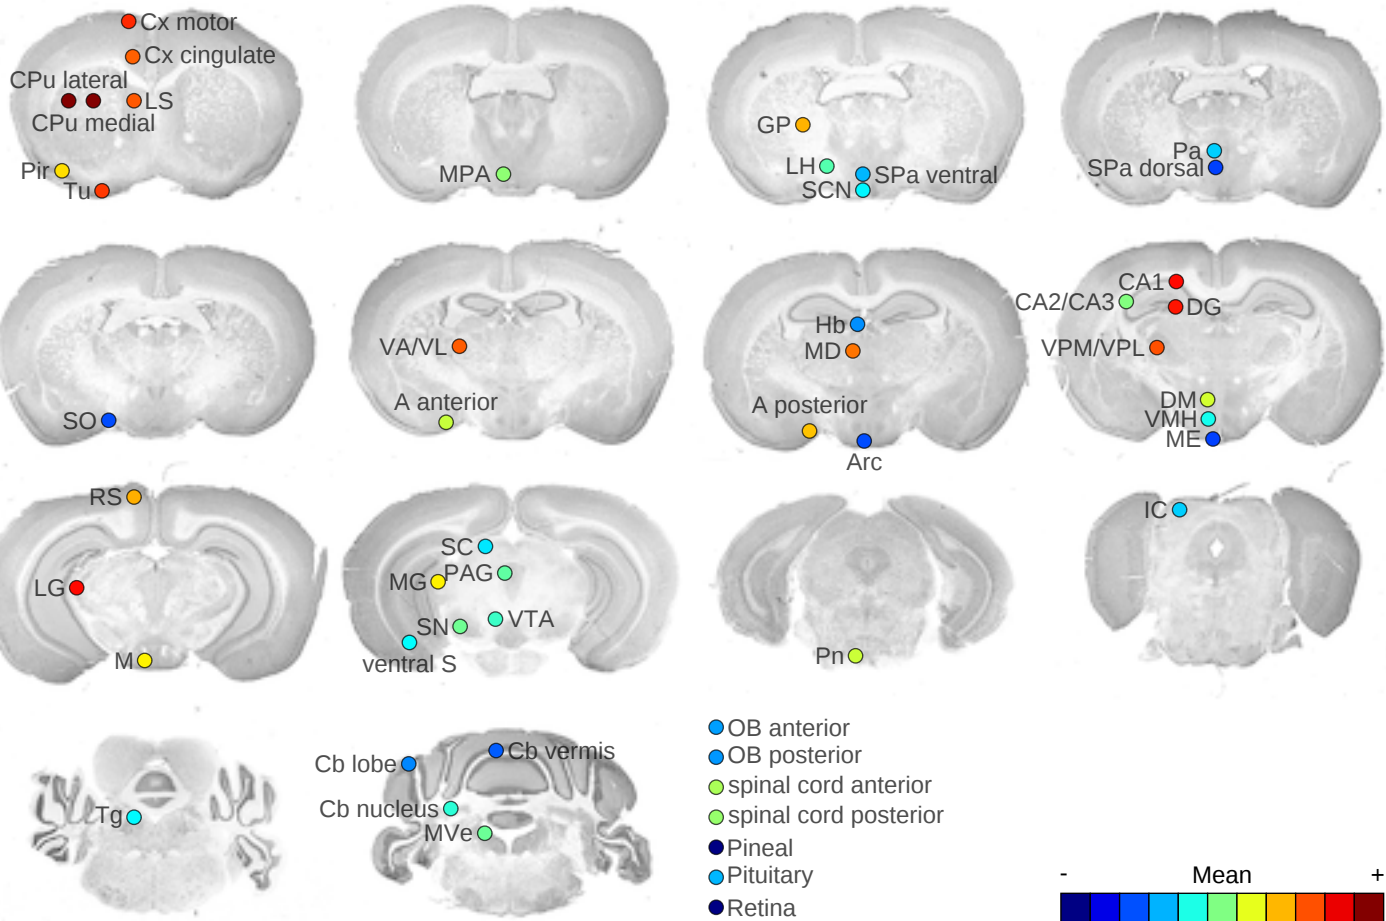 Cx motor
Cx cingulate
CPu lateral
LS
CPu medial
Pir
Tu
MPA
GP
LH
SPa ventral
SCN
Pa
SPa dorsal
SO
VA/VL
A anterior
Hb
MD
A posterior
Arc
CA1
CA2/CA3
DG
VPM/VPL
DM
VMH
ME
RS
LG
M
SC
MG
PAG
SN
VTA
ventral S
Pn
IC
Tg
Cb lobe
Cb vermis
Cb nucleus
MVe
OB anterior
OB posterior
spinal cord anterior
spinal cord posterior
Pineal
Pituitary
Retina
- Mean +